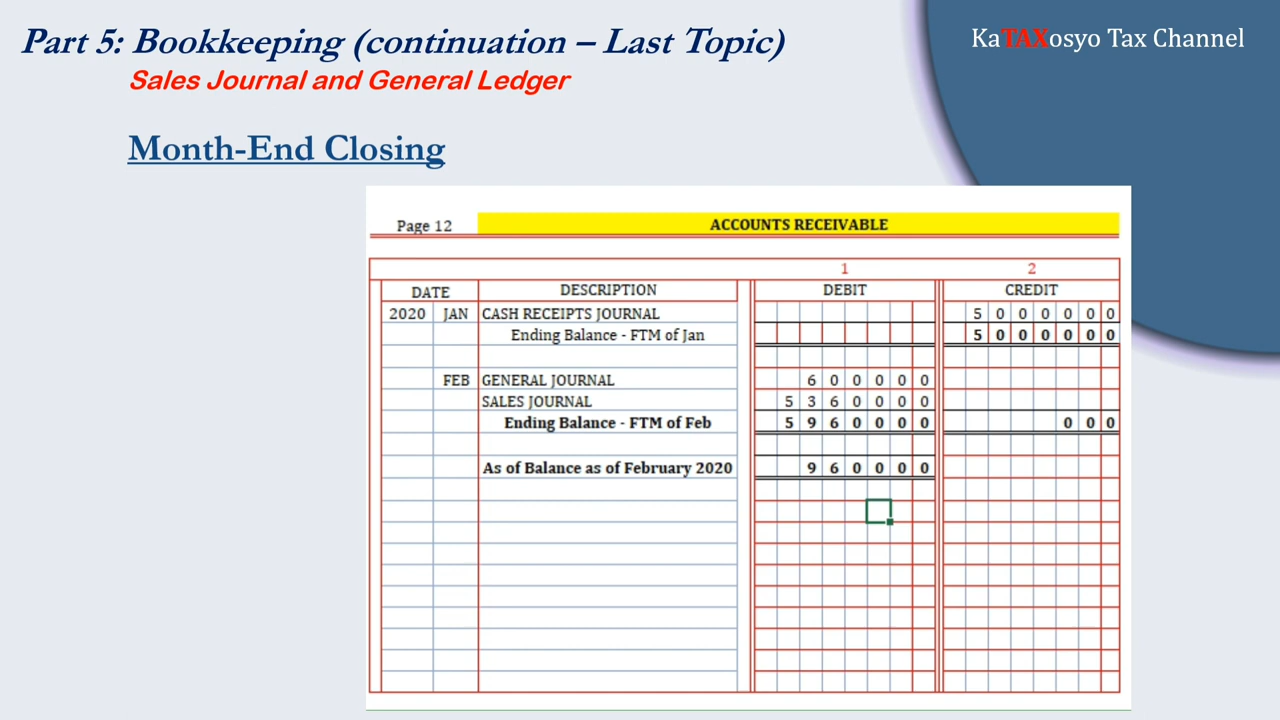 Part 5: Bookkeeping (continuation – Last Topic)
KaTAXosyo Tax Channel
Sales Journal and General Ledger
Month-End Closing
Page 12 ACCOUNTS RECEIVABLE
1 2
DATE DESCRIPTION DEBIT CREDIT
2020 JAN CASH RECEIPTS JOURNAL 5 0 0 0 0 0 0
Ending Balance - FTM of Jan 5 0 0 0 0 0 0
FEB GENERAL JOURNAL 6 0 0 0 0 0
SALES JOURNAL 5 3 6 0 0 0 0
Ending Balance - FTM of Feb 5 9 6 0 0 0 0 0 0 0
As of Balance as of February 2020 9 6 0 0 0 0